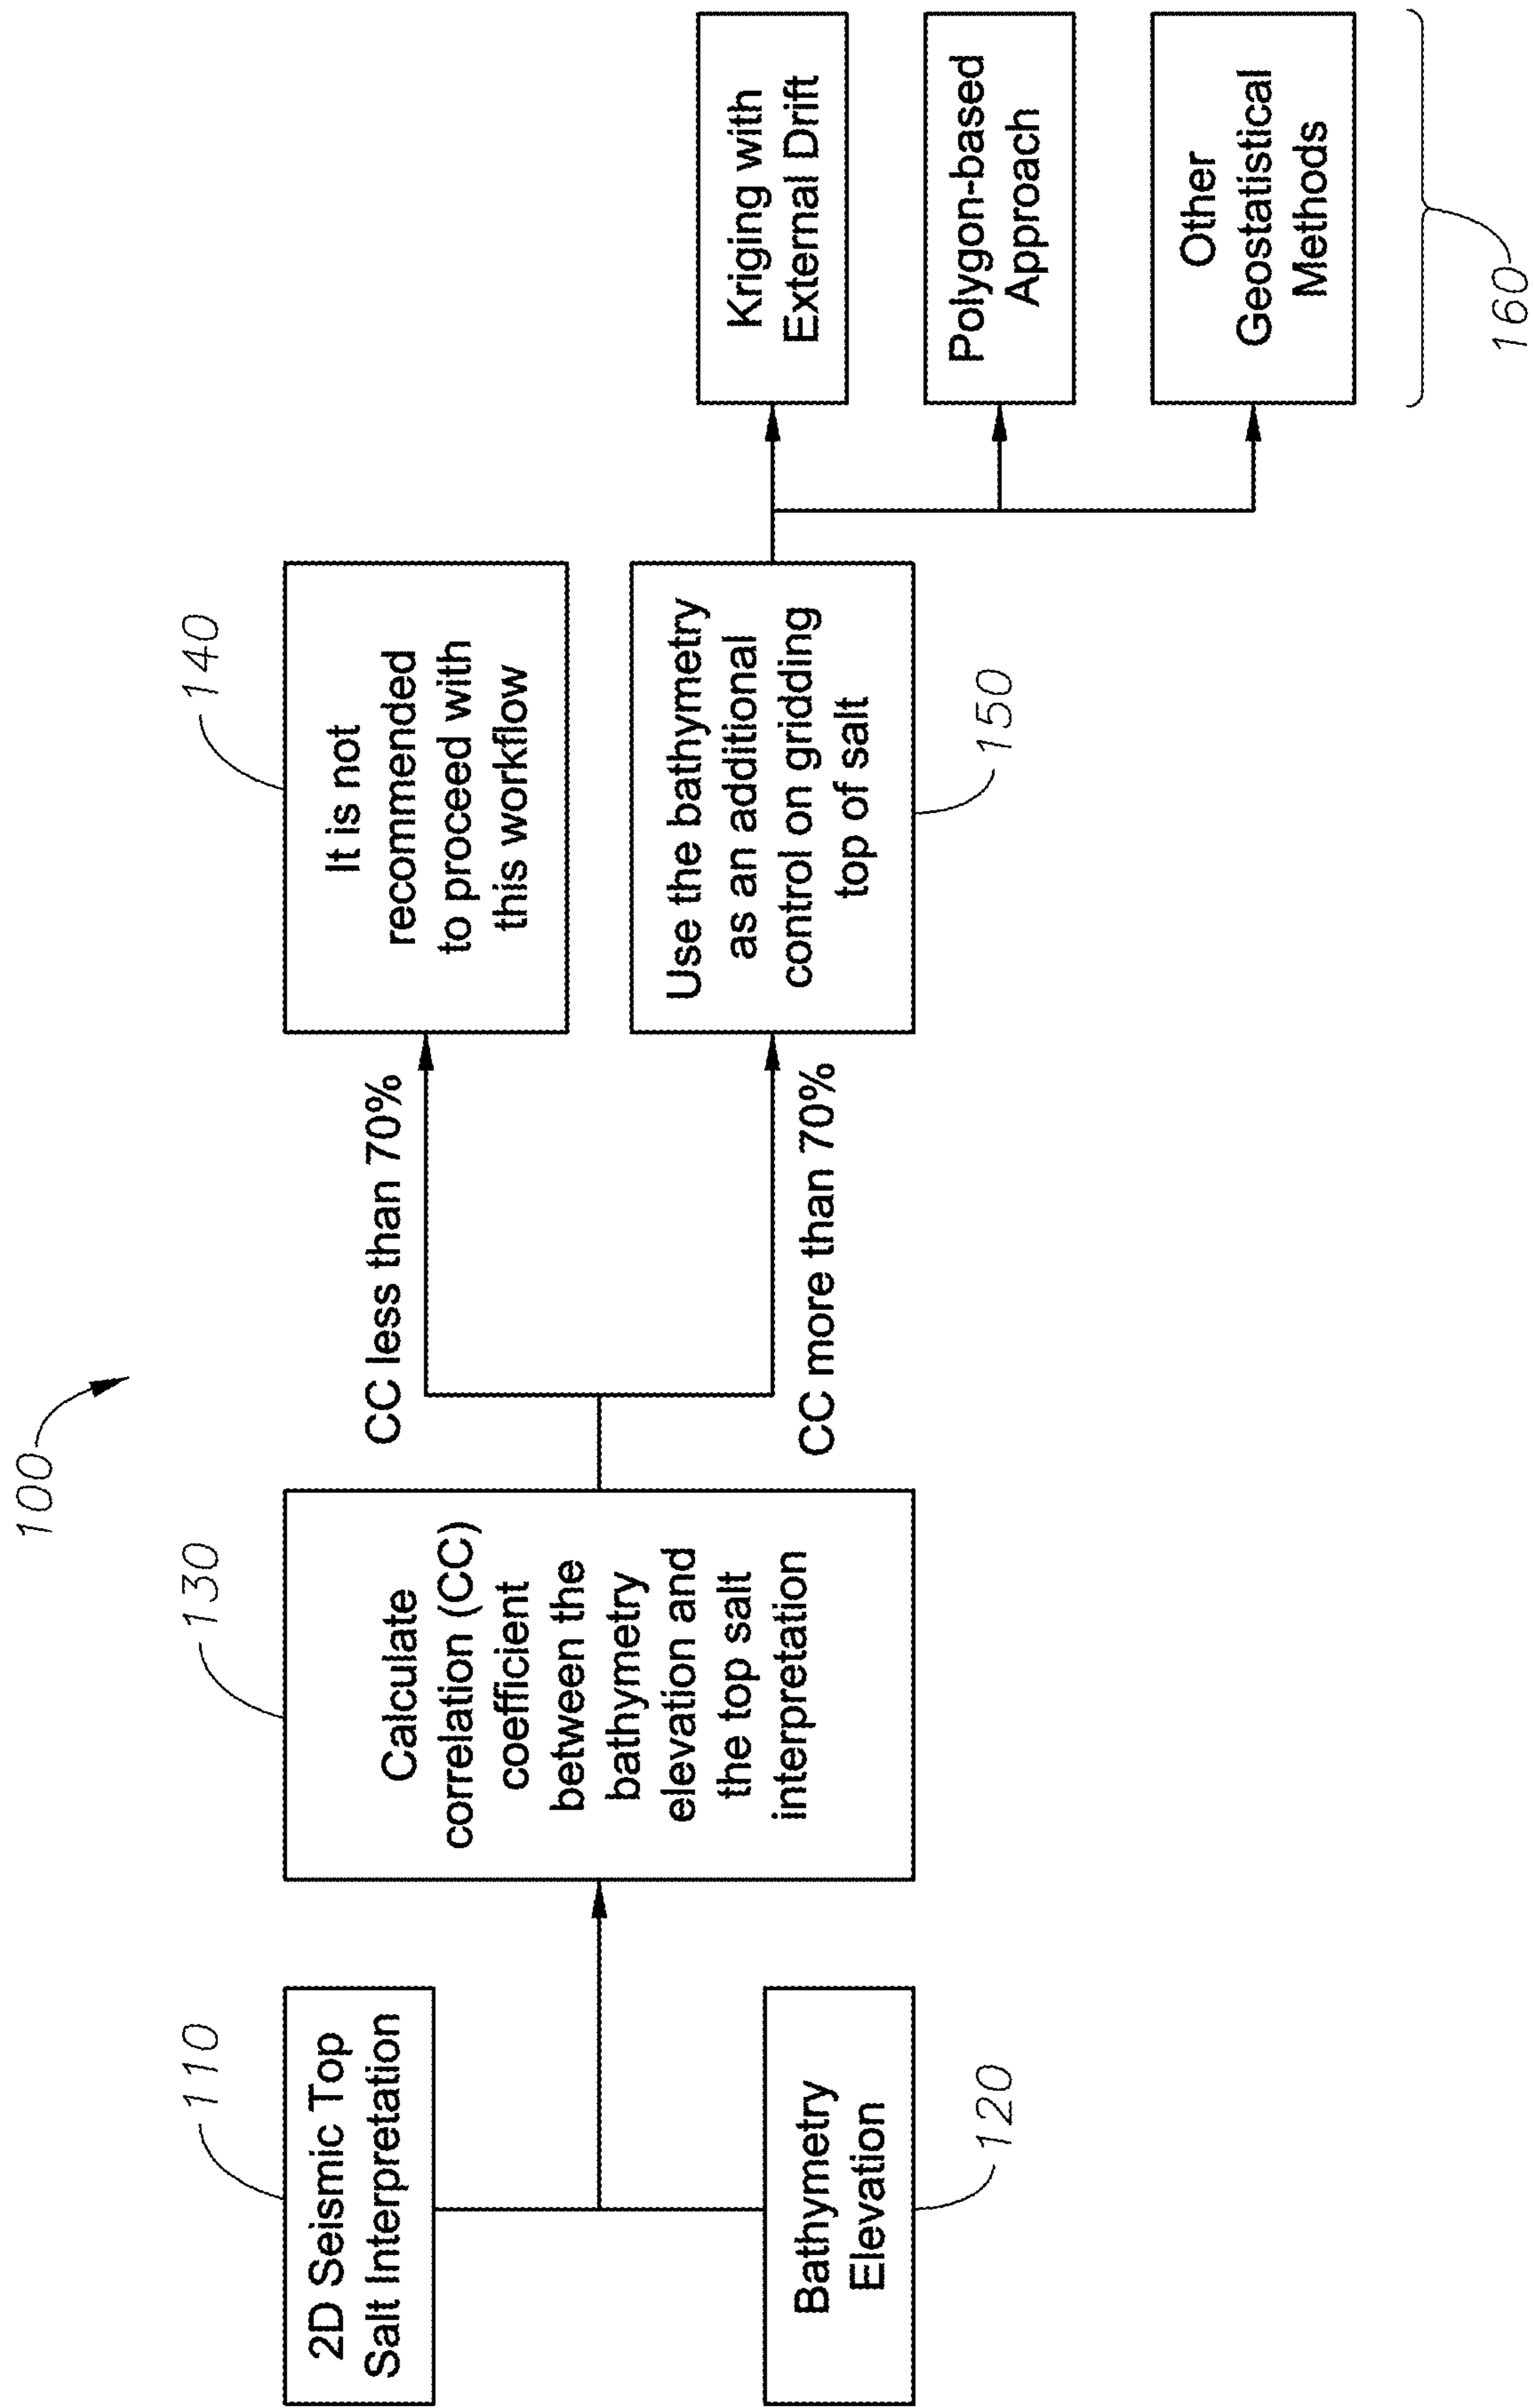 100
110
2D Seismic Top
Salt Interpretation
Bathymetry
Elevation
120
130
Calculate
correlation (CC)
coefficient
between the
bathymetry
elevation and
the top salt
interpretation
CC less than 70%
CC more than 70%
140
It is not
recommended
to proceed with
this workflow
Use the bathymetry
as an additional
control on gridding
top of salt
150
Kriging with
External Drift
Polygon-based
Approach
Other
Geostatistical
Methods
160